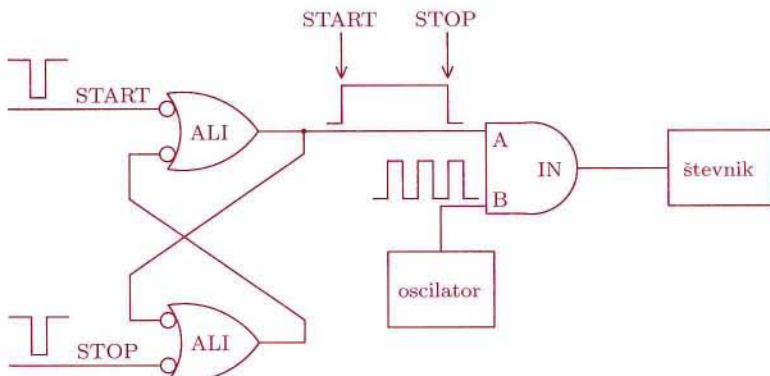 START
STOP
START
ALI
A
IN
števnik
B
oscilator
STOP
ALI